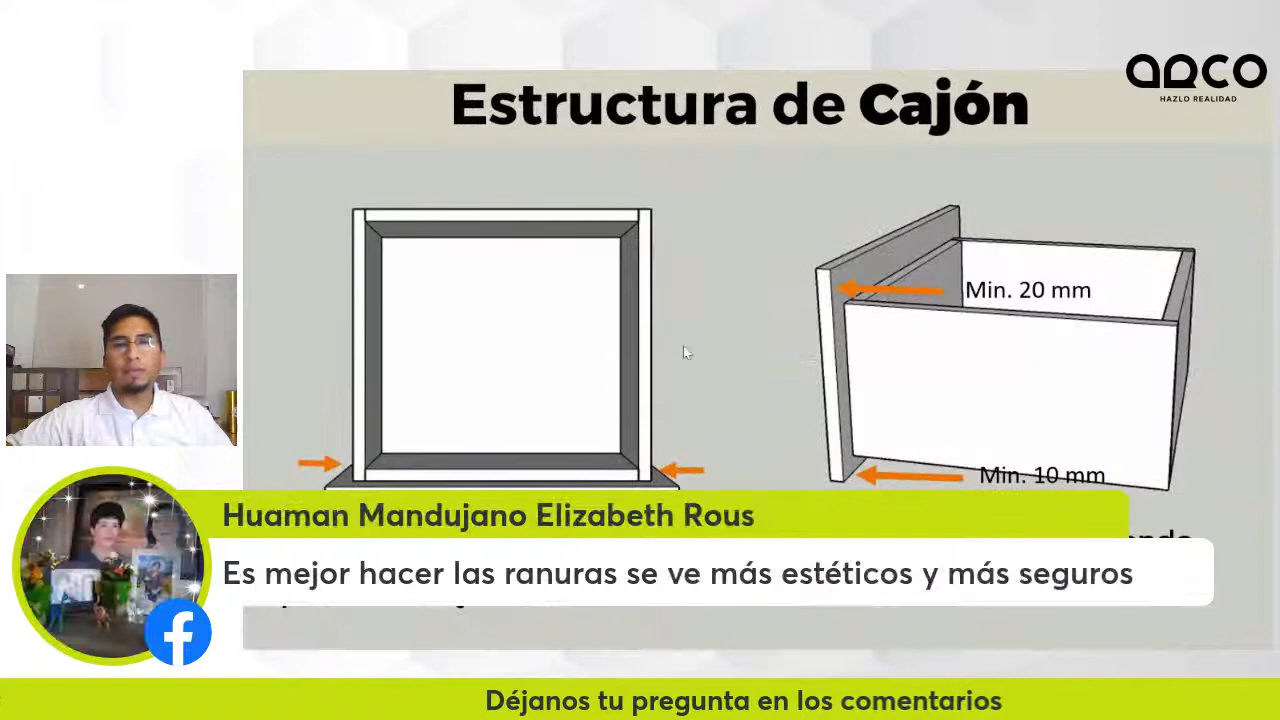 ARCO
HAZLO REALIDAD
Estructura de Cajón
Min. 20 mm
Min. 10 mm
Huaman Mandujano Elizabeth Rous
Es mejor hacer las ranuras se ve más estéticos y más seguros
Déjanos tu pregunta en los comentarios